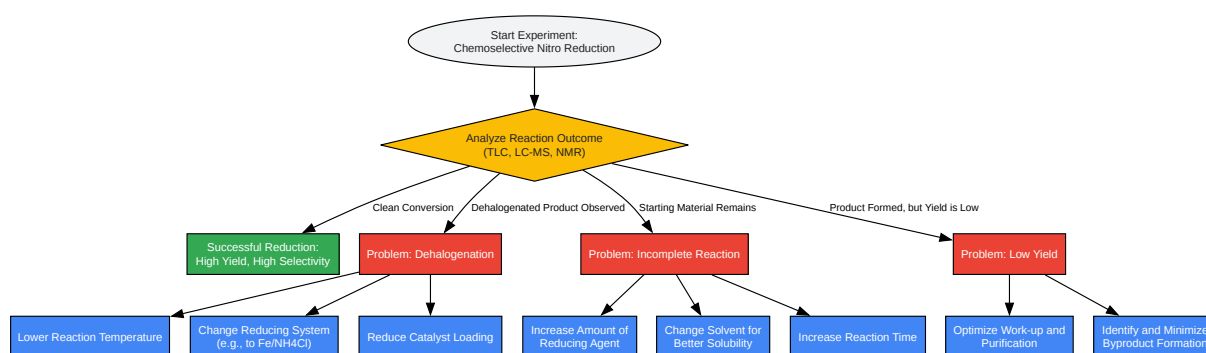 Start Experiment:
Chemoselective Nitro Reduction
Analyze Reaction Outcome
(TLC, LC-MS, NMR)
Clean Conversion
Dehalogenated Product Observed
Starting Material Remains
Product Formed, but Yield is Low
Successful Reduction:
High Yield, High Selectivity
Problem: Dehalogenation
Problem: Incomplete Reaction
Problem: Low Yield
Lower Reaction Temperature
Change Reducing System
(e.g., to Fe/NH4Cl)
Reduce Catalyst Loading
Increase Amount of
Reducing Agent
Change Solvent for
Better Solubility
Increase Reaction Time
Optimize Work-up and
Purification
Identify and Minimize
Byproduct Formation